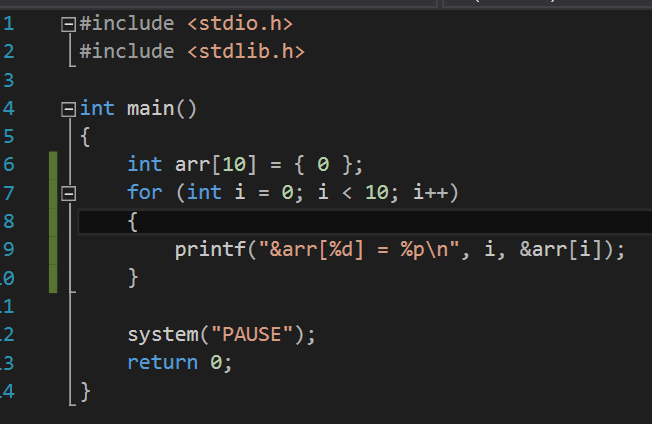 1 #include <stdio.h>
2 #include <stdlib.h>
3
4 int main()
5 {
6 int arr[10] = { 0 };
7 for (int i = 0; i < 10; i++)
8 {
9 printf("&arr[%d] = %p\n", i, &arr[i]);
0 }
1
2 system("PAUSE");
3 return 0;
4 }